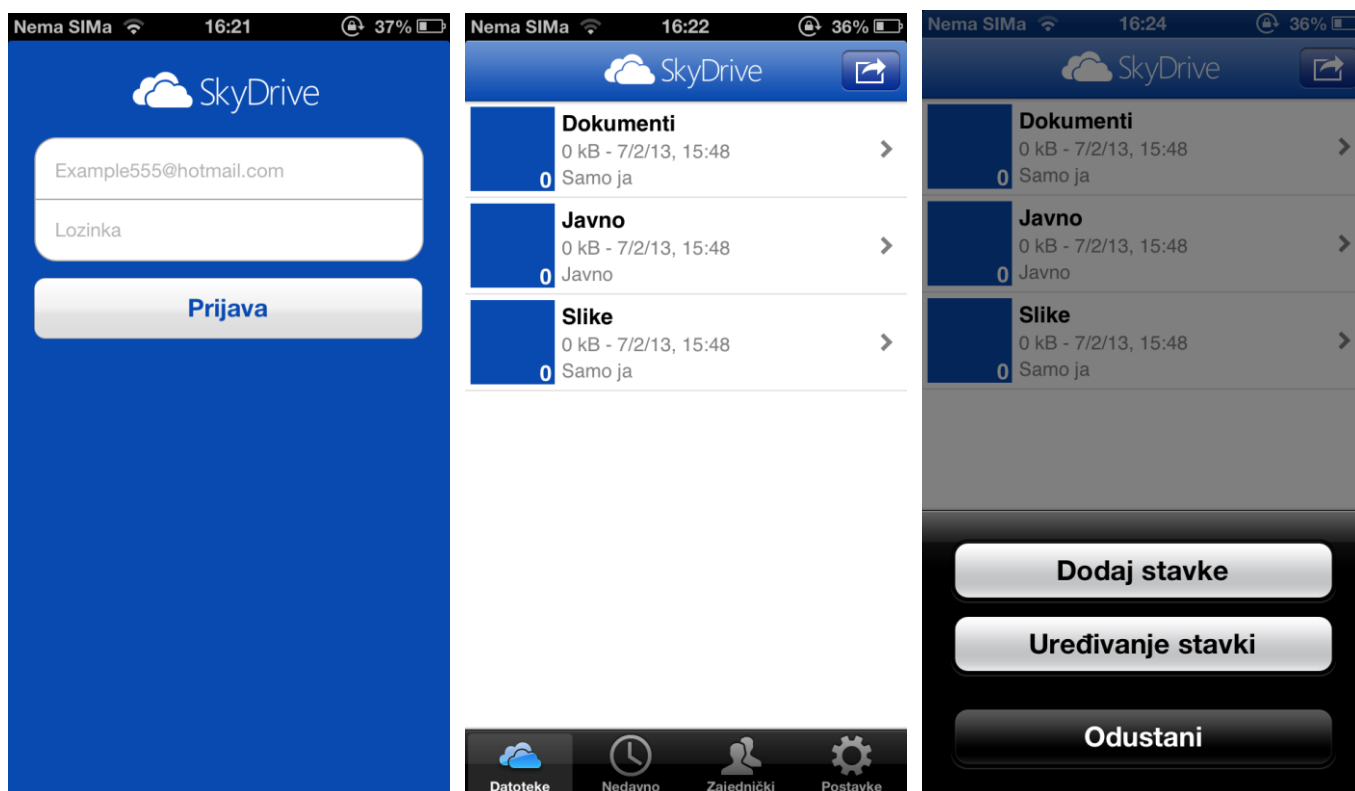 Nema SIMa 16:21 37%
SkyDrive
Example555@hotmail.com
Lozinka
Prijava
Nema SIMa 16:22 36%
SkyDrive
Dokumenti
0 kB - 7/2/13, 15:48
0 Samo ja
Javno
0 kB - 7/2/13, 15:48
0 Javno
Slike
0 kB - 7/2/13, 15:48
0 Samo ja
Datoteke Nedavno Zajednički Postavke
Nema SIMa 16:24 36%
SkyDrive
Dokumenti
0 kB - 7/2/13, 15:48
0 Samo ja
Javno
0 kB - 7/2/13, 15:48
0 Javno
Slike
0 kB - 7/2/13, 15:48
0 Samo ja
Dodaj stavke
Uređivanje stavki
Odustani